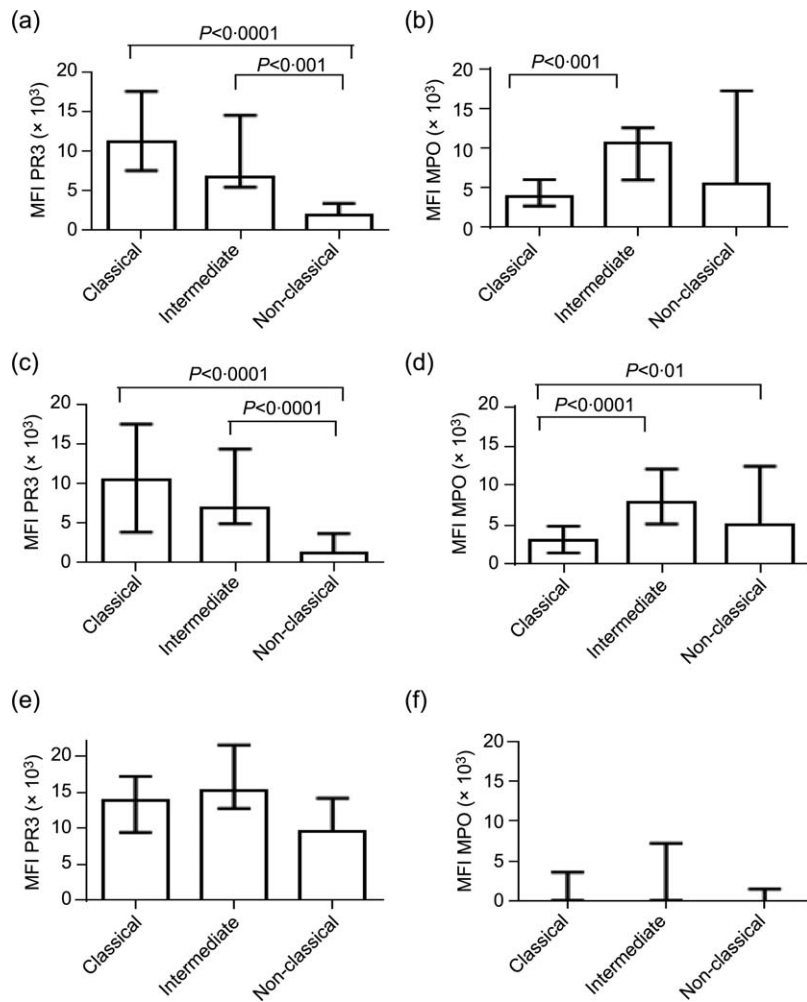 (a)
P<0·0001
P<0·001
MFI PR3 (× 10³)
20
15
10
5
0
Classical
Intermediate
Non-classical
(b)
P<0·001
MFI MPO (× 10³)
20
15
10
5
0
Classical
Intermediate
Non-classical
(c)
P<0·0001
P<0·0001
MFI PR3 (× 10³)
20
15
10
5
0
Classical
Intermediate
Non-classical
(d)
P<0·01
P<0·0001
MFI MPO (× 10³)
20
15
10
5
0
Classical
Intermediate
Non-classical
(e)
MFI PR3 (× 10³)
20
15
10
5
0
Classical
Intermediate
Non-classical
(f)
MFI MPO (× 10³)
20
15
10
5
0
Classical
Intermediate
Non-classical